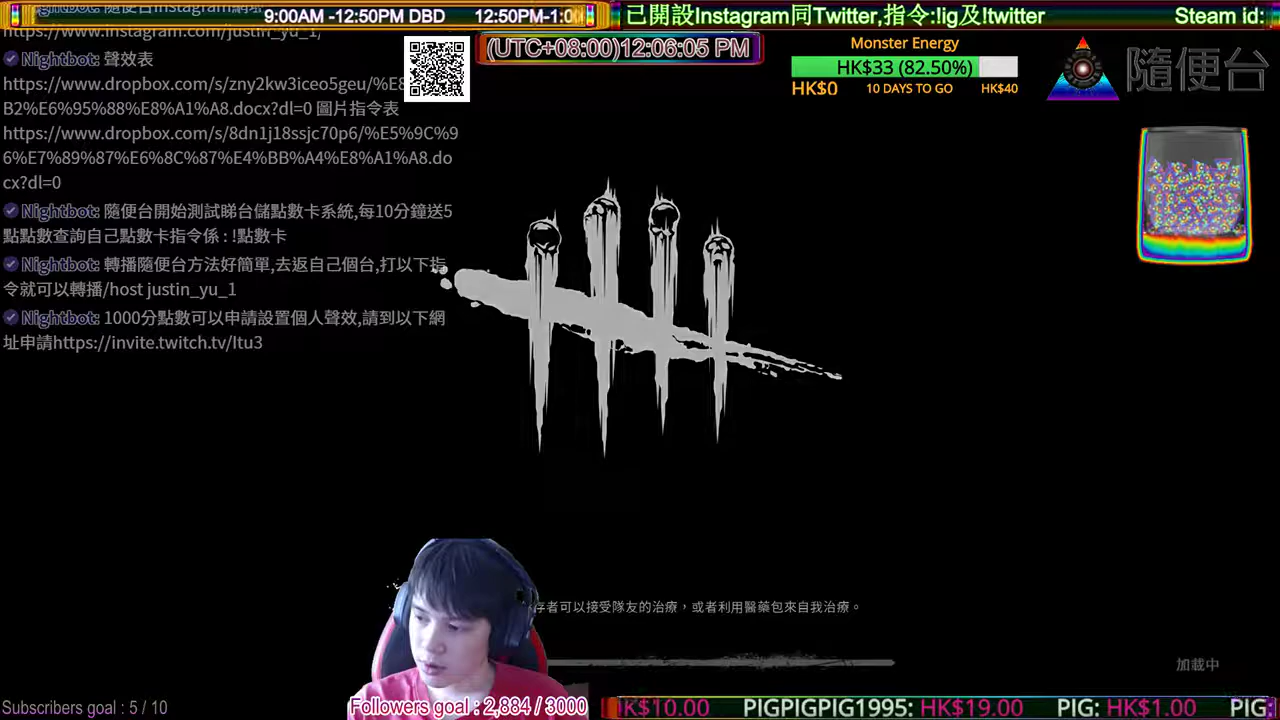 9:00AM -12:50PM DBD 12:50PM-1:00
已開設Instagram同Twitter,指令:!ig及!twitter Steam id:
https://www.instagram.com/justin_yu_1/
Nightbot: 聲效表
https://www.dropbox.com/s/zny2kw3iceo5geu/%E8
B2%E6%95%88%E8%A1%A8.docx?dl=0 圖片指令表
https://www.dropbox.com/s/8dn1j18ssjc70p6/%E5%9C%9
6%E7%89%87%E6%8C%87%E4%BB%A4%E8%A1%A8.do
cx?dl=0
Nightbot: 隨便台開始測試睇台儲點數卡系統,每10分鐘送5
點點數查詢自己點數卡指令係 : !點數卡
Nightbot: 轉播隨便台方法好簡單,去返自己個台,打以下指
令就可以轉播/host justin_yu_1
Nightbot: 1000分點數可以申請設置個人聲效,請到以下網
址申請https://invite.twitch.tv/Itu3
(UTC+08:00)12:06:05 PM
Monster Energy
HK$33 (82.50%)
HK$0 10 DAYS TO GO HK$40
隨便台
存者可以接受隊友的治療，或者利用醫藥包來自我治療。
加載中
Subscribers goal : 5 / 10
Followers goal : 2,884 / 3000
K$10.00 PIGPIGPIG1995: HK$19.00 PIG: HK$1.00 PIG: